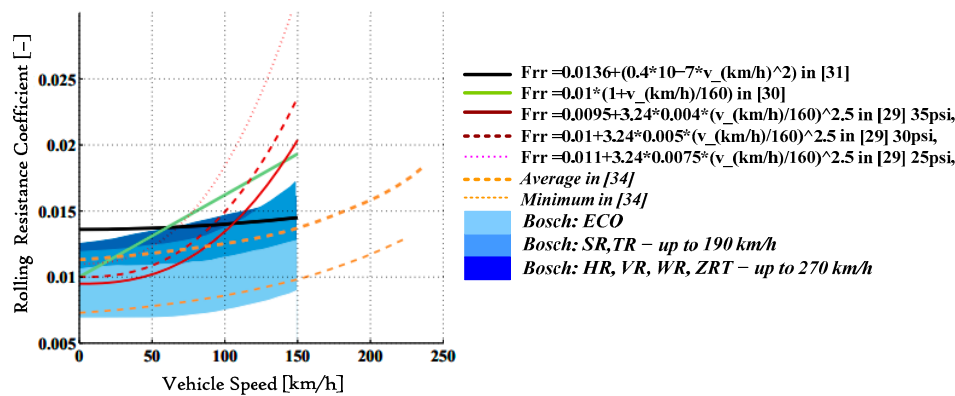 Rolling Resistance Coefficient [-]
0.025
0.02
0.015
0.01
0.005
0
50
100
150
200
250
Vehicle Speed [km/h]
Frr =0.0136+(0.4*10−7*v_(km/h)^2) in [31]
Frr =0.01*(1+v_(km/h)/160) in [30]
Frr =0.0095+3.24*0.004*(v_(km/h)/160)^2.5 in [29] 35psi,
Frr =0.01+3.24*0.005*(v_(km/h)/160)^2.5 in [29] 30psi,
Frr =0.011+3.24*0.0075*(v_(km/h)/160)^2.5 in [29] 25psi,
Average in [34]
Minimum in [34]
Bosch: ECO
Bosch: SR,TR − up to 190 km/h
Bosch: HR, VR, WR, ZRT − up to 270 km/h